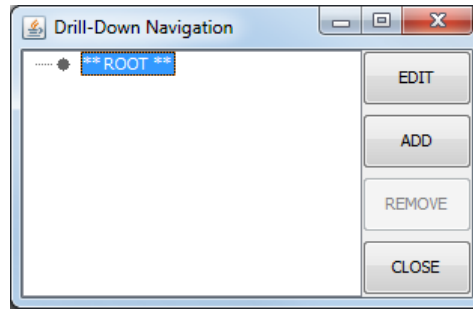 Drill-Down Navigation
** ROOT **
EDIT
ADD
REMOVE
CLOSE